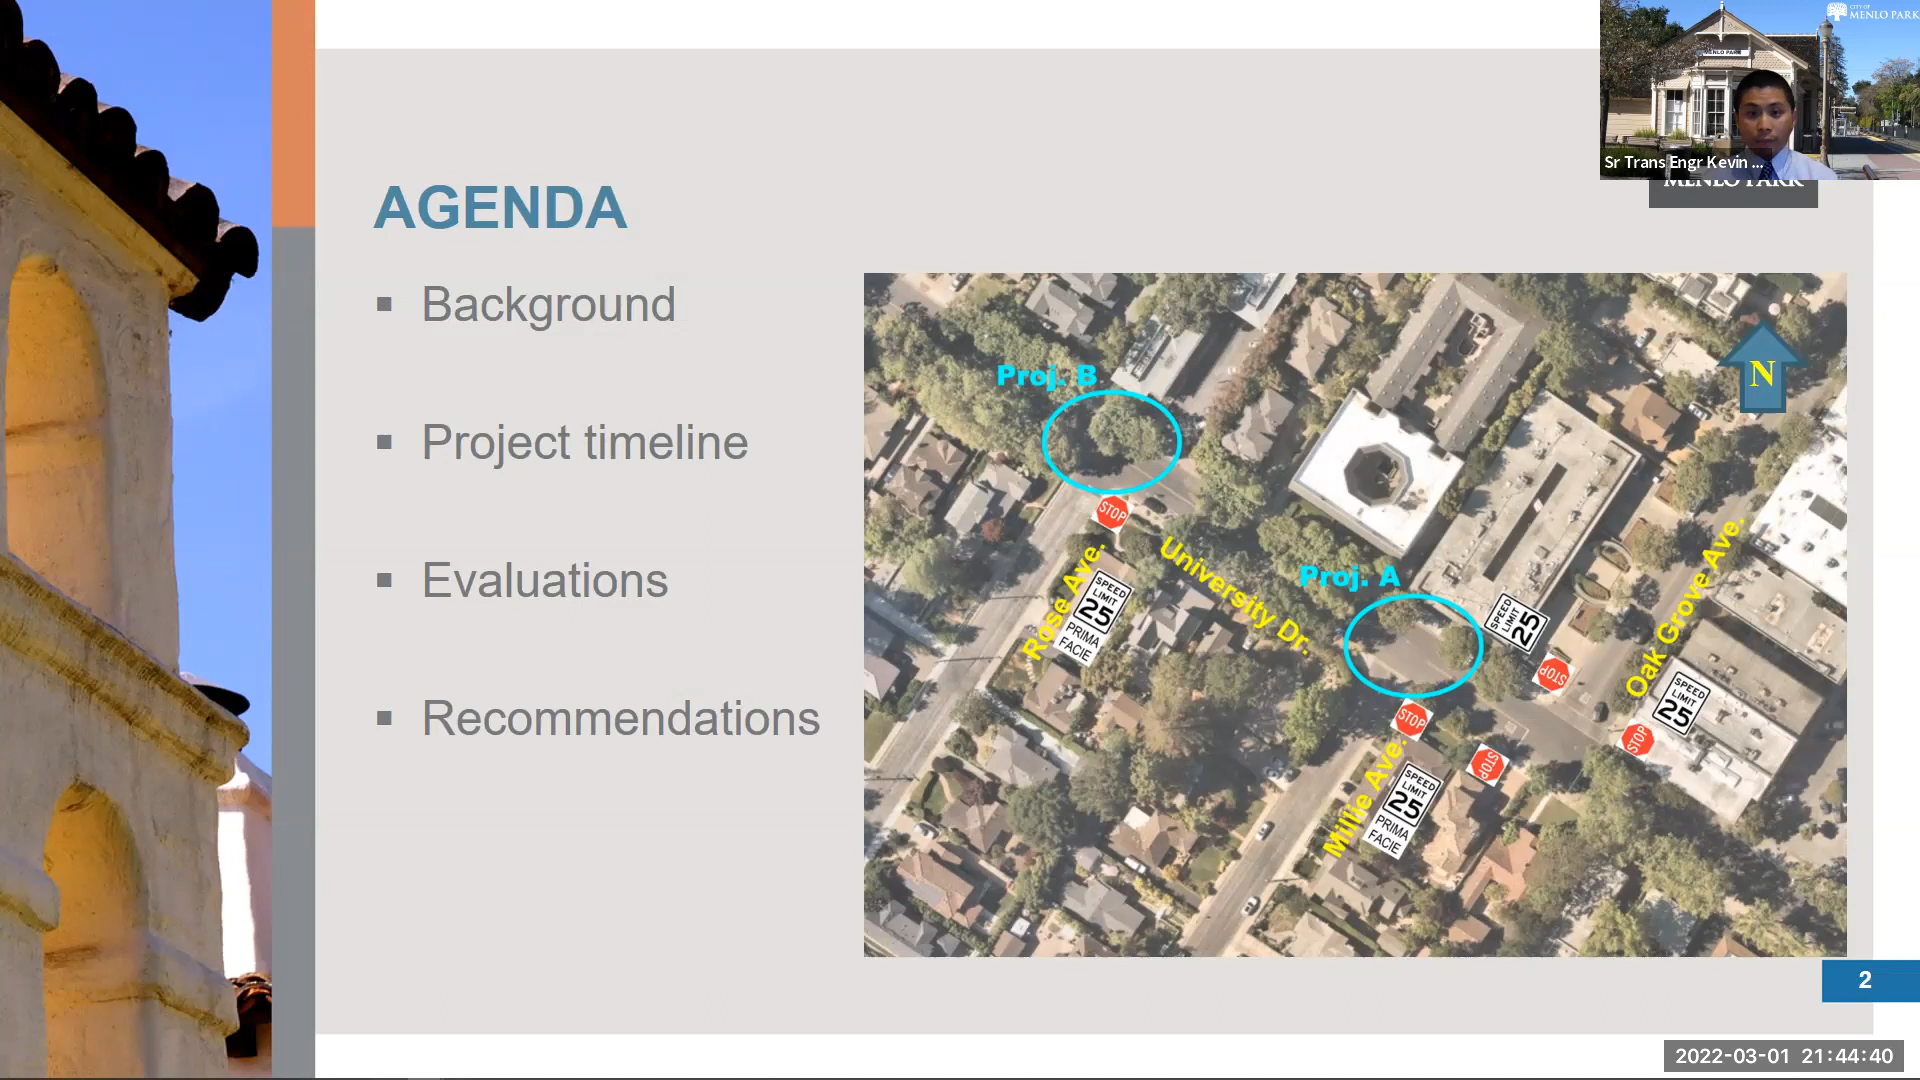 CITY OF
MENLO PARK
MENLO PARK
Sr Trans Engr Kevin ...
MENLO PARK
AGENDA
▪ Background
▪ Project timeline
▪ Evaluations
▪ Recommendations
Proj. B
N
STOP
University Dr.
Rose Ave.
SPEED
LIMIT
25
PRIMA
FACIE
Proj. A
SPEED
LIMIT
25
STOP
Oak Grove Ave.
SPEED
LIMIT
25
STOP
STOP
STOP
Millie Ave.
SPEED
LIMIT
25
PRIMA
FACIE
2
2022-03-01 21:44:40